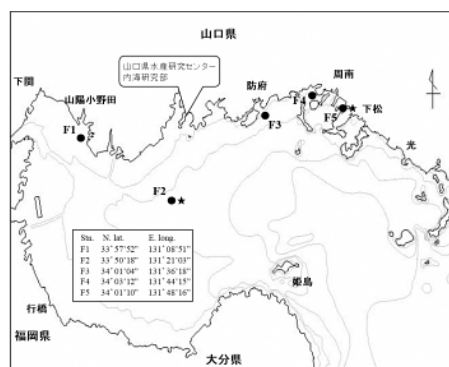 山口県
山口県水産研究センター
内海研究部
下関
山陽小野田
防府
周南
下松
光
F1
F2
F3
F4
F5
Stn. N. lat. E. long.
F1 33°57'52" 131°08'51"
F2 33°50'18" 131°21'03"
F3 34°01'04" 131°36'18"
F4 34°03'12" 131°44'15"
F5 34°01'10" 131°48'16"
姫島
行橋
福岡県
大分県